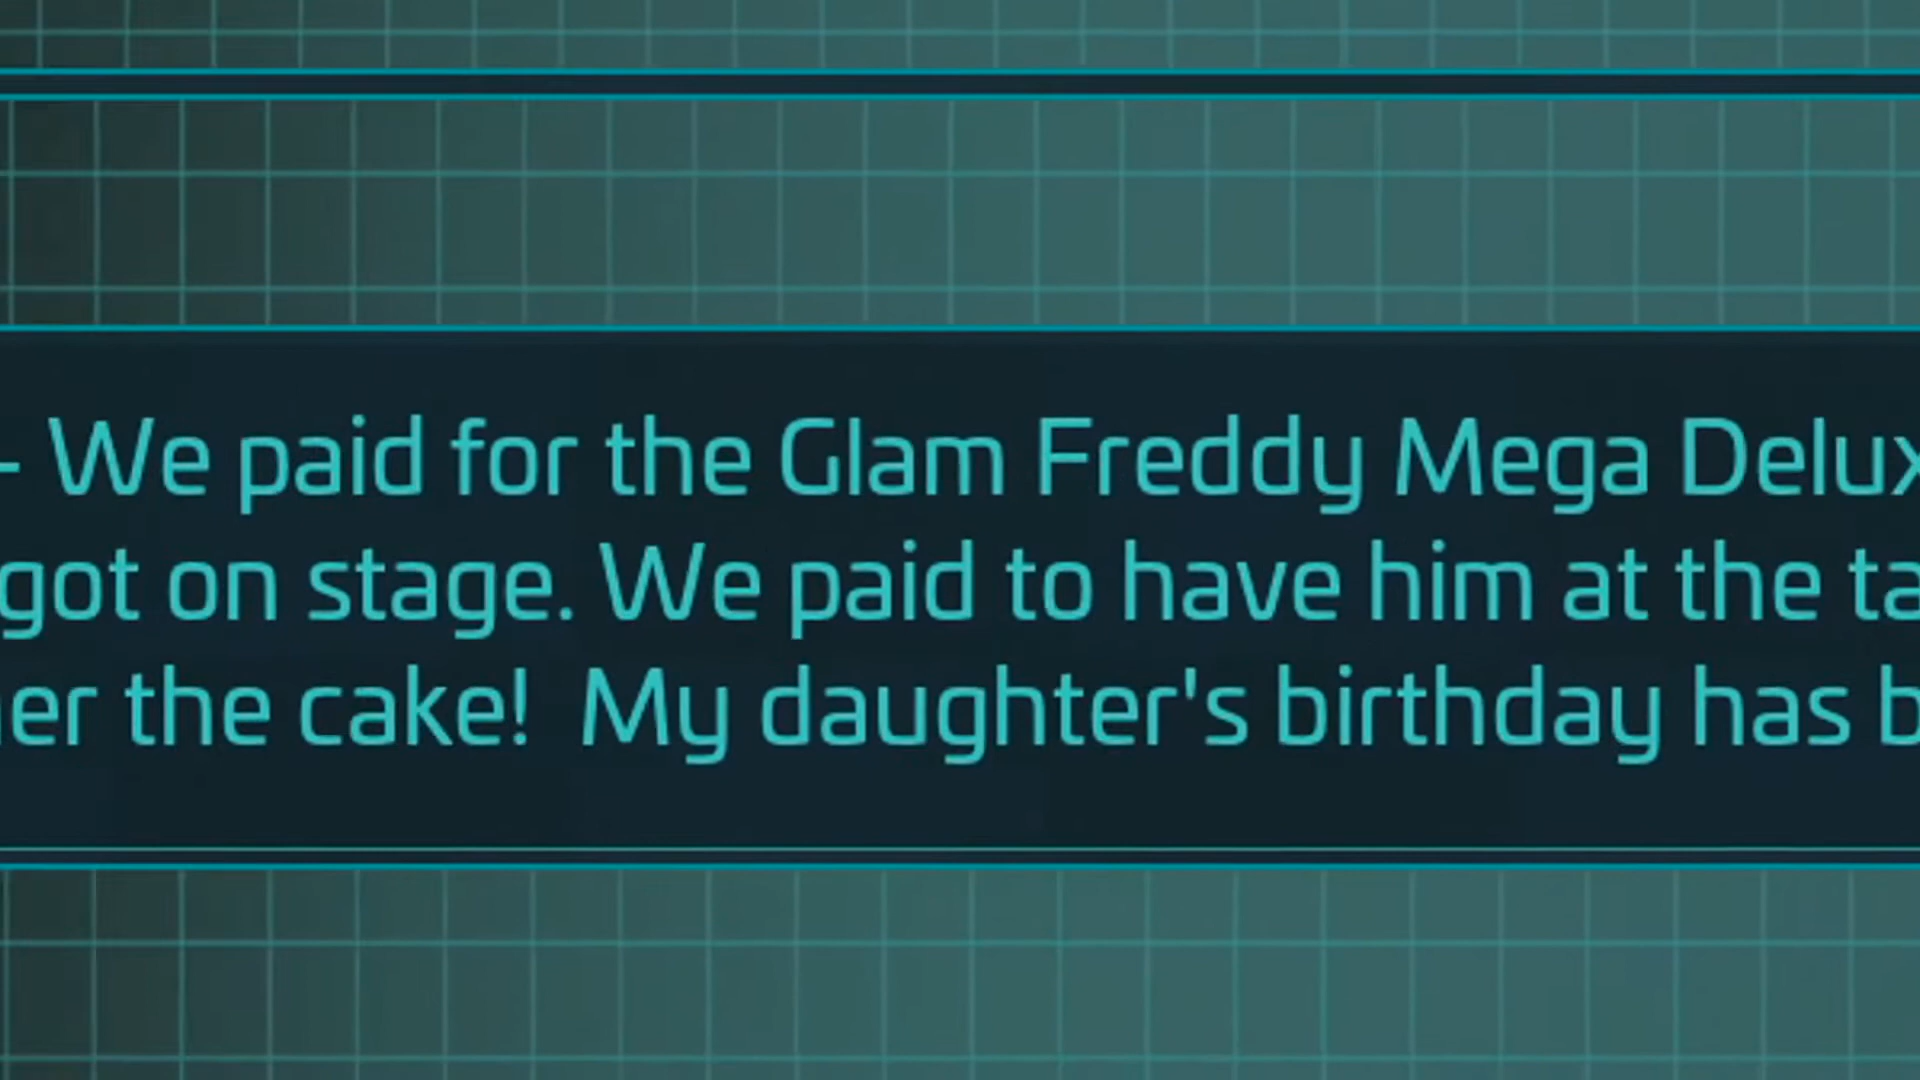 - We paid for the Glam Freddy Mega Delux
got on stage. We paid to have him at the ta
er the cake!  My daughter's birthday has b